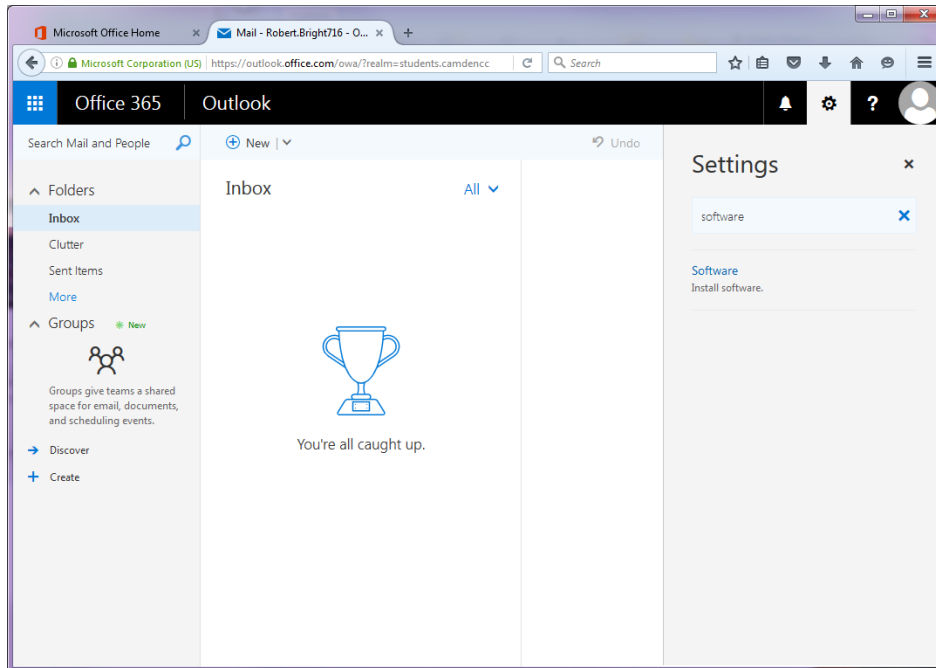 Microsoft Office Home
Mail - Robert.Bright716 - O...
Microsoft Corporation (US)
https://outlook.office.com/owa/?realm=students.camdencc
Search
Office 365
Outlook
?
Search Mail and People
New
Undo
Settings
Folders
Inbox
All
software
Inbox
Clutter
Sent Items
Software
Install software.
More
Groups
New
Groups give teams a shared
space for email, documents,
and scheduling events.
You're all caught up.
Discover
Create